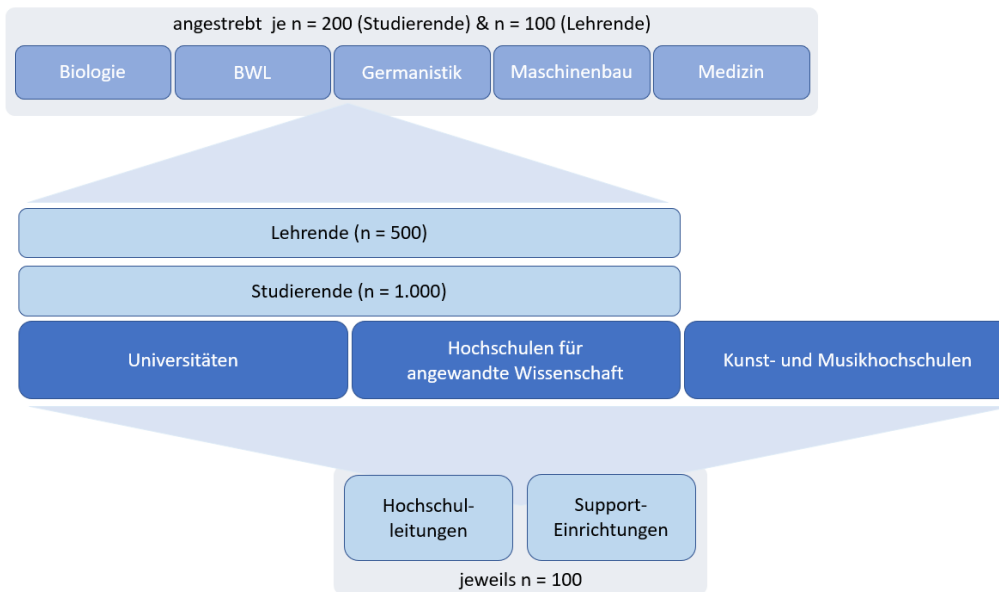 angestrebt je n = 200 (Studierende) & n = 100 (Lehrende)
Biologie
BWL
Germanistik
Maschinenbau
Medizin
Lehrende (n = 500)
Studierende (n = 1.000)
Universitäten
Hochschulen für
angewandte Wissenschaft
Kunst- und Musikhochschulen
Hochschul-
leitungen
Support-
Einrichtungen
jeweils n = 100